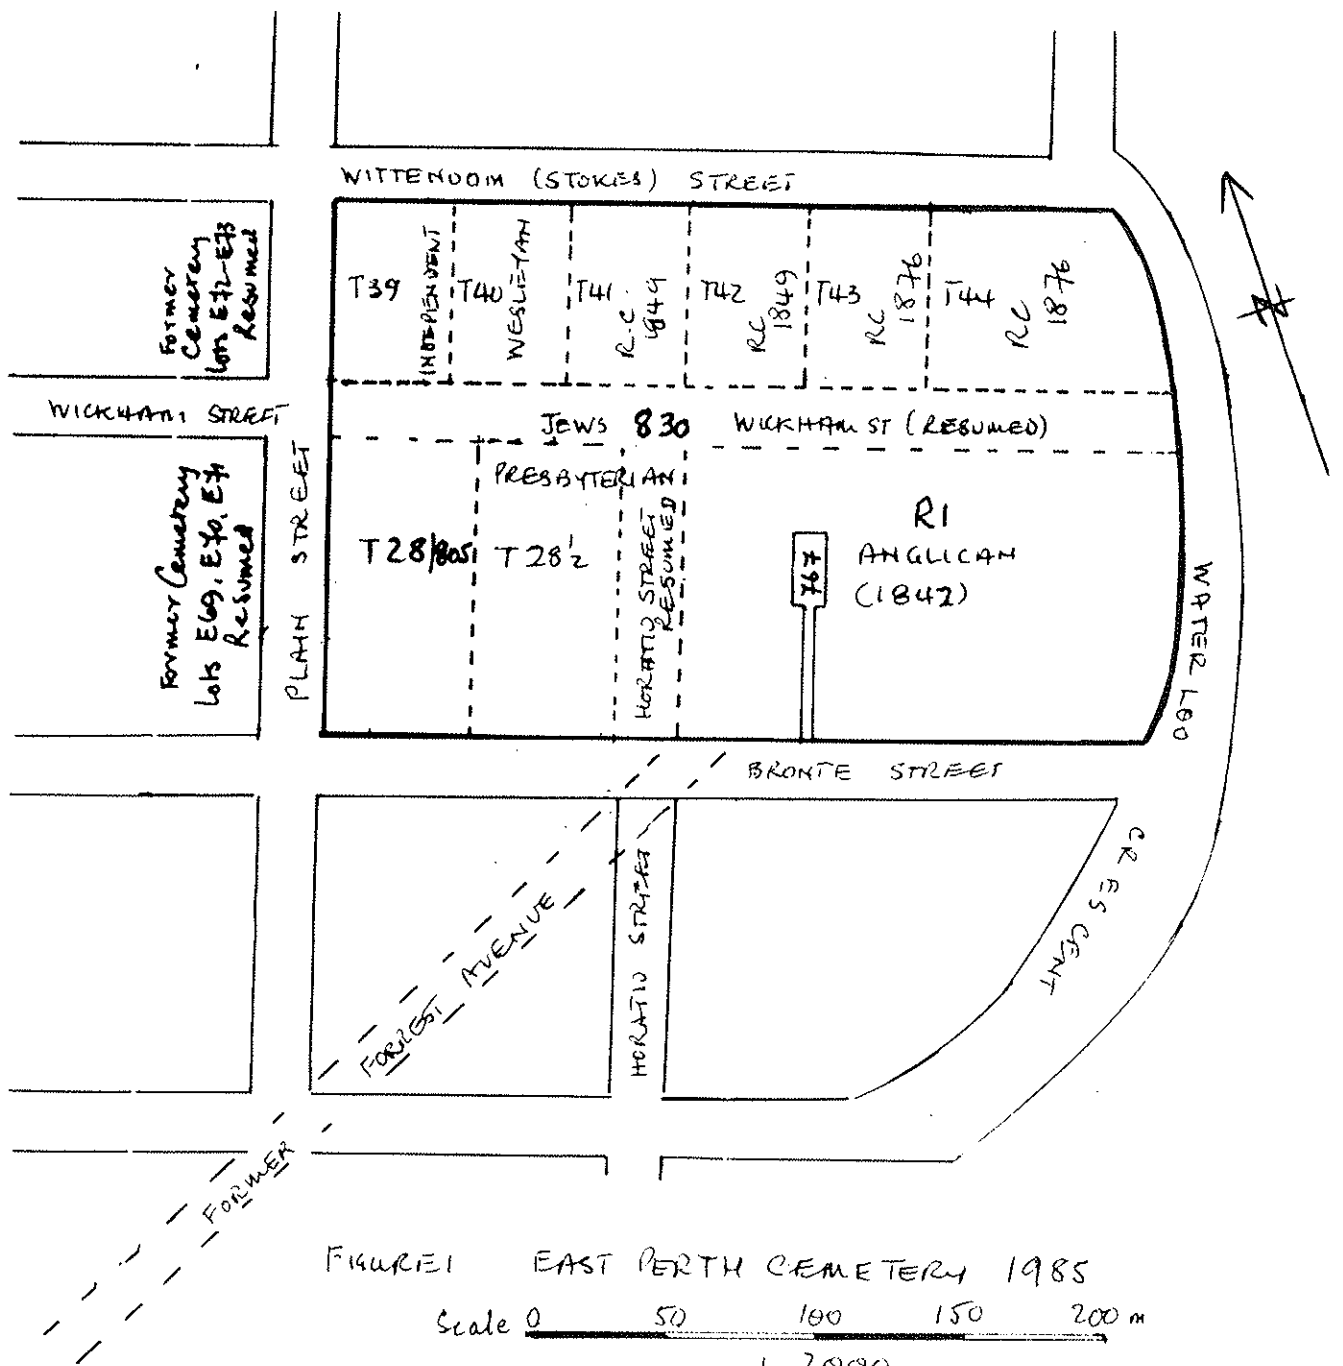 WITTENOOM (STOKES) STREET
Former
Cemetery
Lots E72-E73
Resumed
T39
INDEPENDENT
T40
WESLEYAN
T41
R.C
1849
T42
RC
1849
T43
RC
1876
T44
RC
1876
WICKHAM STREET
JEWS 830 WICKHAM ST (RESUMED)
Former Cemetery
Lots E69, E70, E71
Resumed
PLAIN STREET
PRESBYTERIAN
T28/805
T28½
HORATIO STREET
RESUMED
767
R1
ANGLICAN
(1842)
WATERLOO
CRESCENT
BRONTE STREET
HORATIO STREET
FORREST AVENUE
FORMER
FIGURE 1 EAST PERTH CEMETERY 1985
Scale 0 50 100 150 200 m